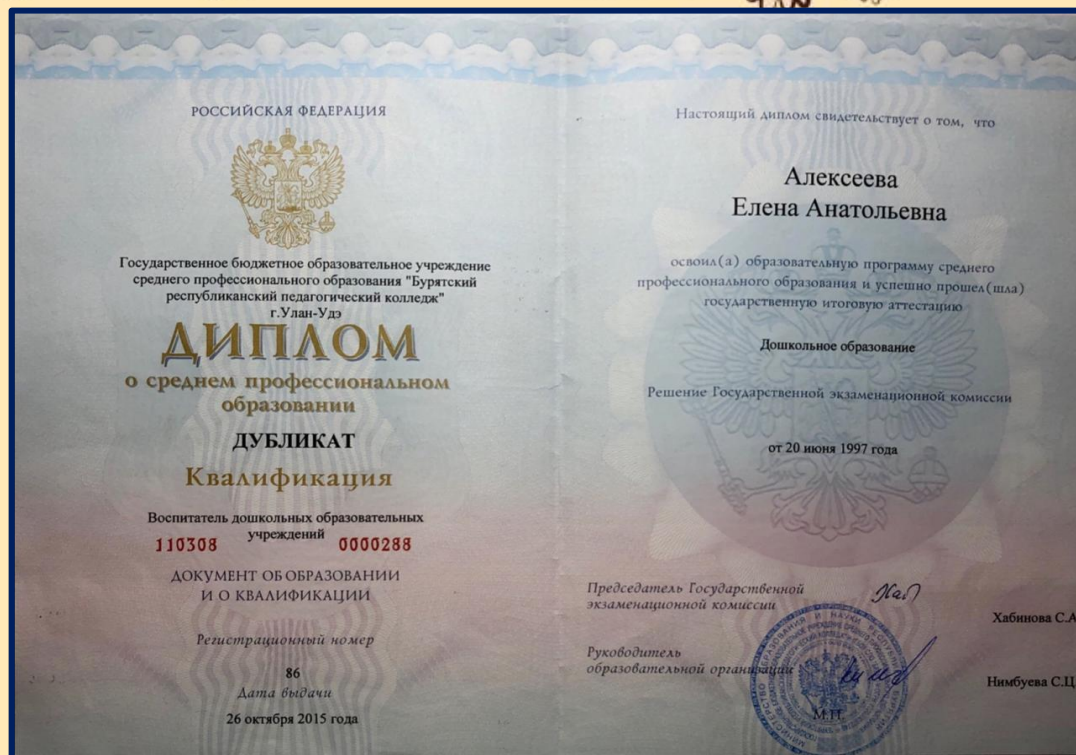 РОССИЙСКАЯ ФЕДЕРАЦИЯ
Государственное бюджетное образовательное учреждение
среднего профессионального образования "Бурятский
республиканский педагогический колледж"
г.Улан-Удэ
ДИПЛОМ
о среднем профессиональном
образовании
ДУБЛИКАТ
Квалификация
Воспитатель дошкольных образовательных
учреждений
110308 0000288
ДОКУМЕНТ ОБ ОБРАЗОВАНИИ
И О КВАЛИФИКАЦИИ
Регистрационный номер
86
Дата выдачи
26 октября 2015 года
Настоящий диплом свидетельствует о том, что
Алексеева
Елена Анатольевна
освоил(а) образовательную программу среднего
профессионального образования и успешно прошел(шла)
государственную итоговую аттестацию
Дошкольное образование
Решение Государственной экзаменационной комиссии
от 20 июня 1997 года
Председатель Государственной
экзаменационной комиссии
Хабинова С.А
Руководитель
образовательной организации
Нимбуева С.Ц
М.П.